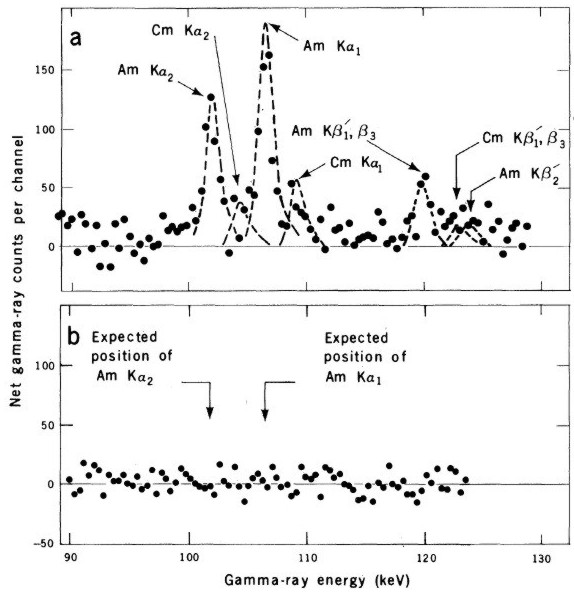 a
Cm Kα2
Am Kα1
Am Kα2
Am Kβ1′, β3
Cm Kα1
Cm Kβ1′, β3
Am Kβ2′
150
100
50
0
Net gamma-ray counts per channel
b
Expected
position of
Am Kα2
Expected
position of
Am Kα1
100
50
0
−50
90
100
110
120
130
Gamma-ray energy (keV)